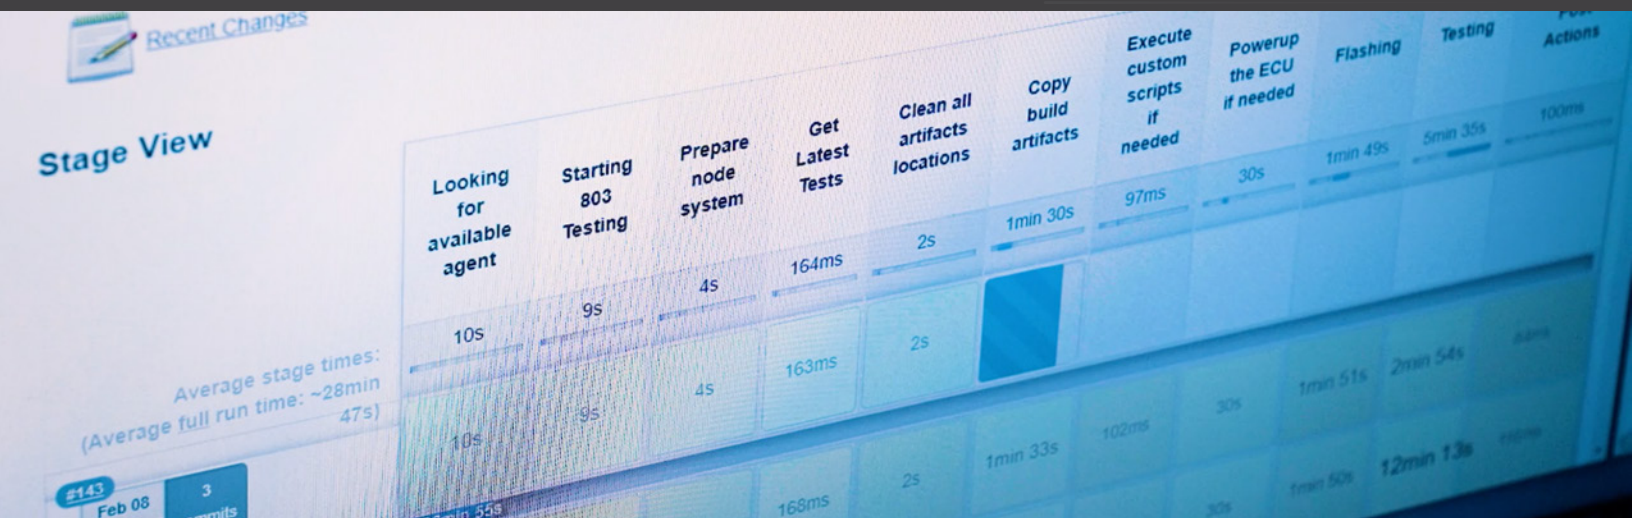 Recent Changes
Stage View
Looking
for
available
agent
Starting
803
Testing
Prepare
node
system
Get
Latest
Tests
Clean all
artifacts
locations
Copy
build
artifacts
Execute
custom
scripts
if
needed
Powerup
the ECU
if needed
Flashing
Testing
Actions
Average stage times:
(Average full run time: ~28min
47s)
10s
9s
4s
164ms
2s
1min 30s
97ms
30s
1min 49s
5min 35s
100ms
#143
Feb 08
3
10s
9s
4s
163ms
2s
55s
168ms
2s
1min 33s
102ms
30s
1min 51s
2min 54s
30s
1min 50s
12min 13s